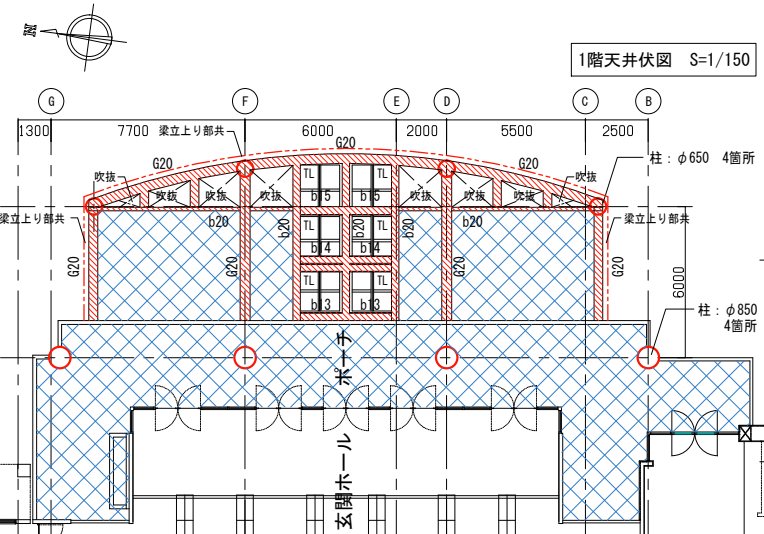 N
1階天井伏図 S=1/150
G F E D C B
1300 7700 6000 2000 5500 2500
梁立上り部共
G20
G20 G20
柱：φ650 4箇所
吹抜 TL TL 吹抜
吹抜 吹抜 吹抜 b15 b15 吹抜 吹抜 吹抜
梁立上り部共 梁立上り部共
b20 b20 b20 b20 b20
TL TL
b14 b14
G20 G20 G20 G20
TL TL
b13 b13
6000
柱：φ850
4箇所
ポーチ
玄関ホール